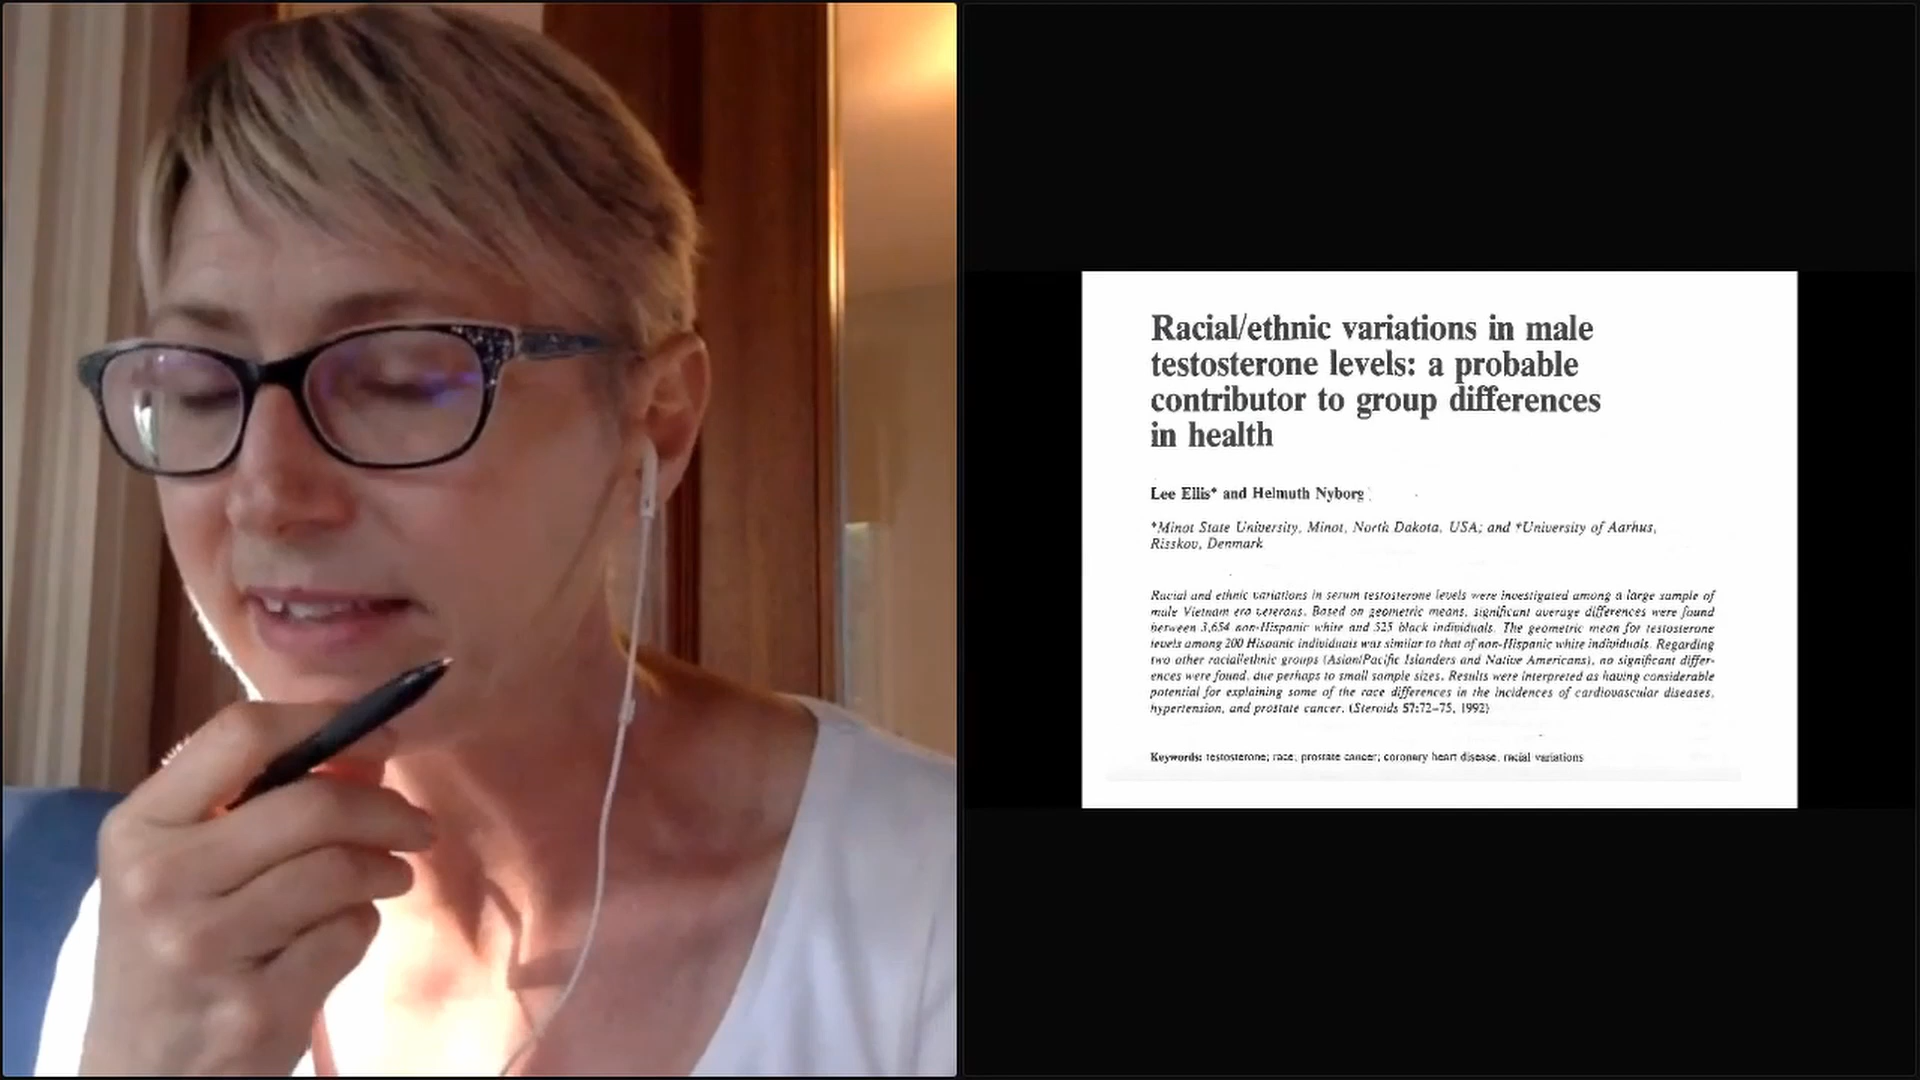 Racial/ethnic variations in male
testosterone levels: a probable
contributor to group differences
in health
Lee Ellis* and Helmuth Nyborg
*Minot State University, Minot, North Dakota, USA; and †University of Aarhus,
Risskov, Denmark
Racial and ethnic variations in serum testosterone levels were investigated among a large sample of
male Vietnam era veterans. Based on geometric means, significant average differences were found
between 3,654 non-Hispanic white and 525 black individuals. The geometric mean for testosterone
levels among 200 Hispanic individuals was similar to that of non-Hispanic white individuals. Regarding
two other racial/ethnic groups (Asian/Pacific Islanders and Native Americans), no significant differ-
ences were found, due perhaps to small sample sizes. Results were interpreted as having considerable
potential for explaining some of the race differences in the incidences of cardiovascular diseases,
hypertension, and prostate cancer. (Steroids 57:72–75, 1992)
Keywords: testosterone; race; prostate cancer; coronary heart disease, racial variations